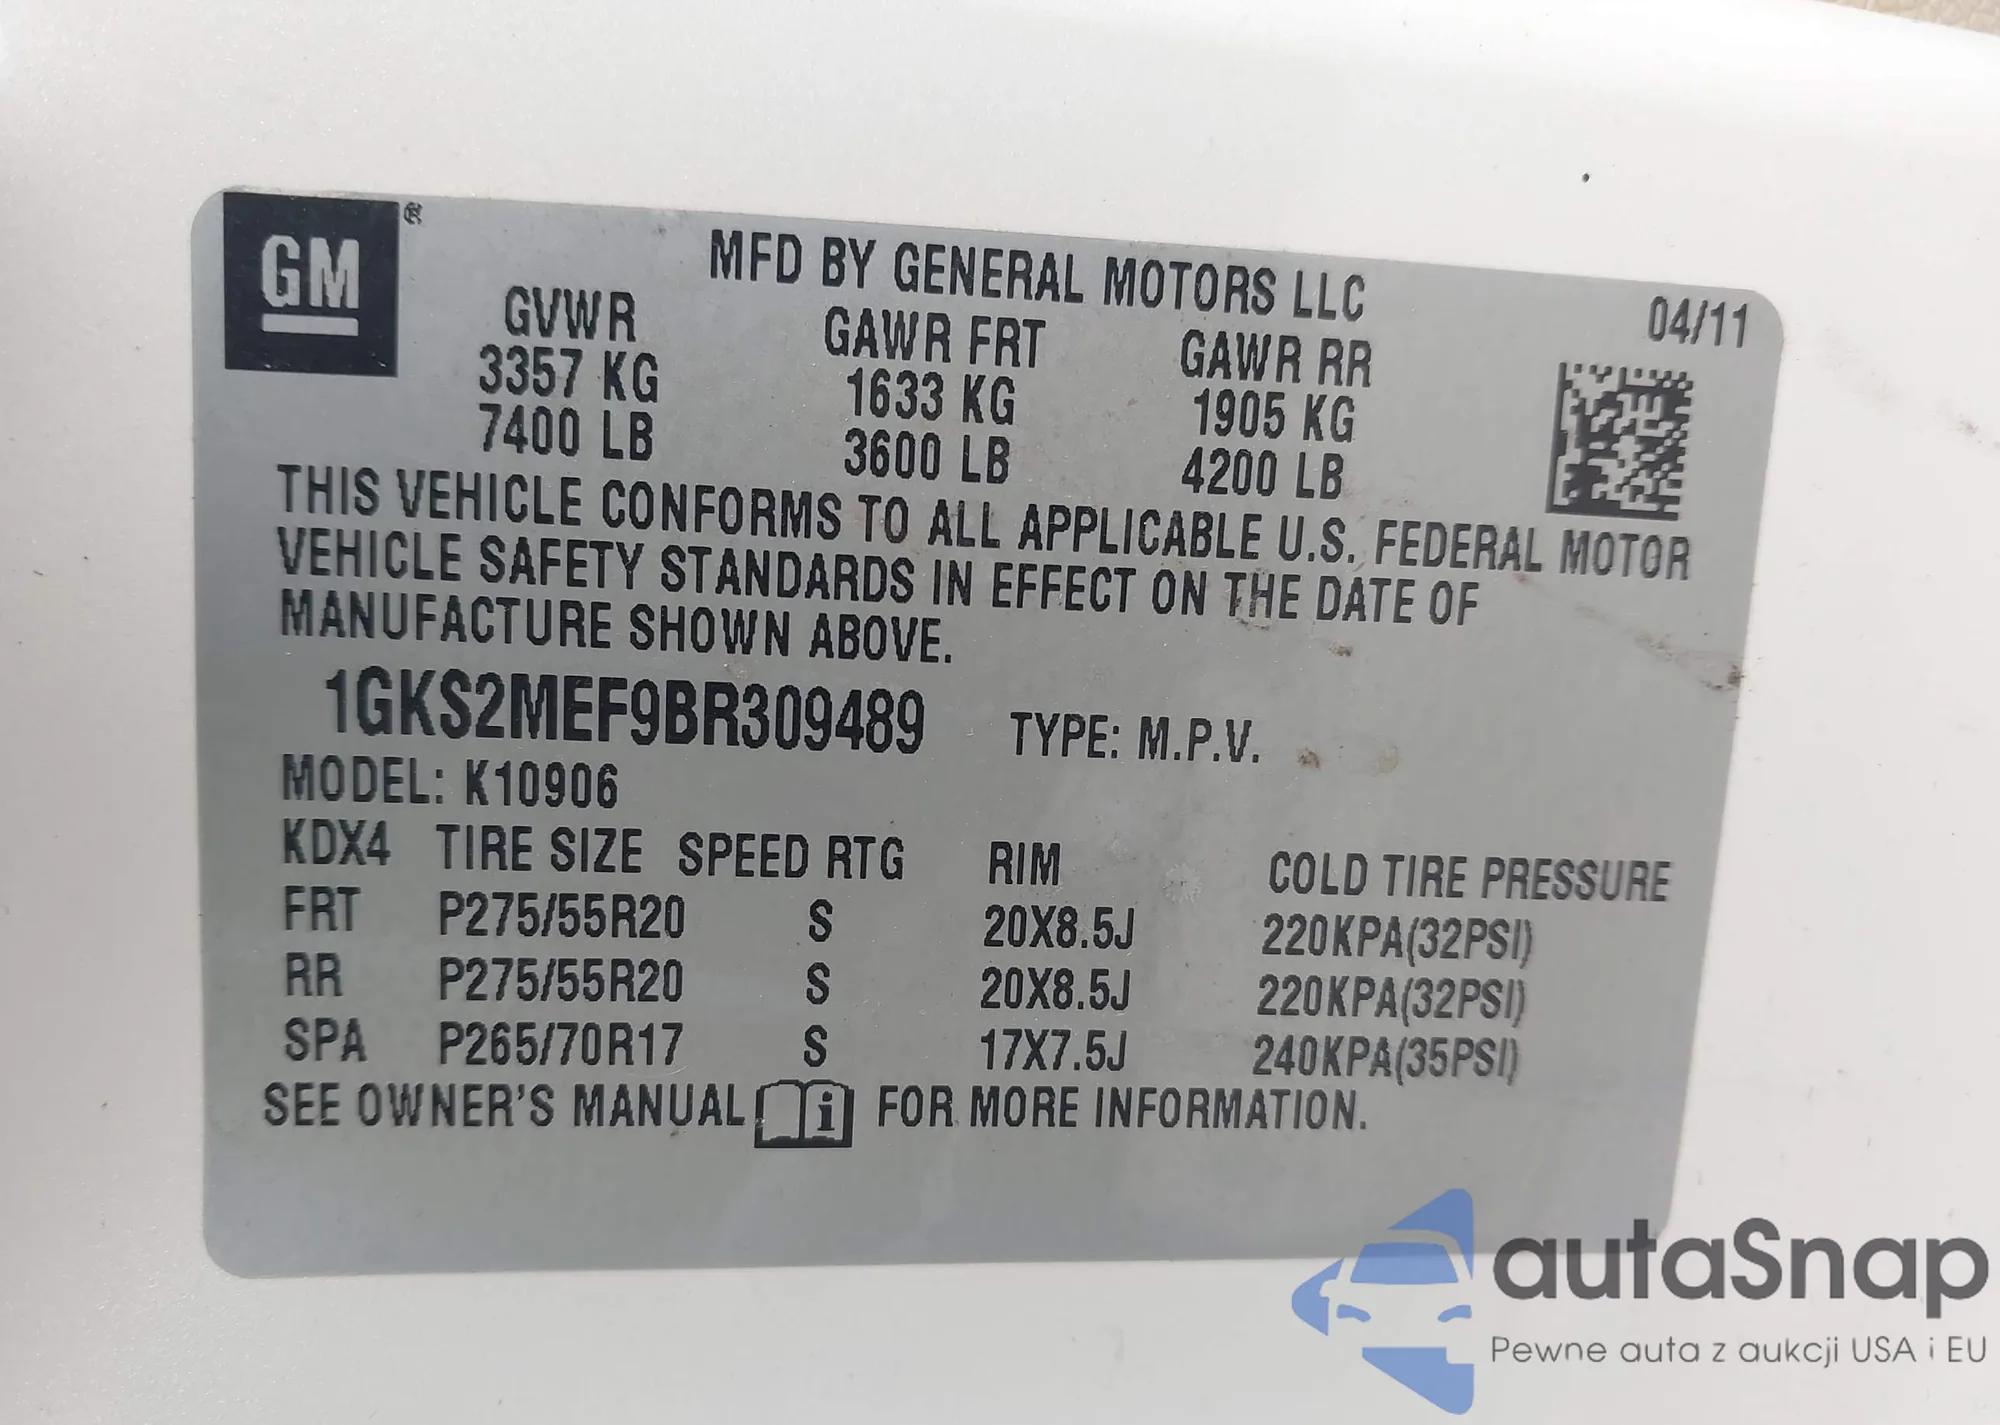 GM ®
MFD BY GENERAL MOTORS LLC
04/11
GVWR GAWR FRT GAWR RR
3357 KG 1633 KG 1905 KG
7400 LB 3600 LB 4200 LB
THIS VEHICLE CONFORMS TO ALL APPLICABLE U.S. FEDERAL MOTOR
VEHICLE SAFETY STANDARDS IN EFFECT ON THE DATE OF
MANUFACTURE SHOWN ABOVE.
1GKS2MEF9BR309489 TYPE: M.P.V.
MODEL: K10906
KDX4 TIRE SIZE SPEED RTG RIM COLD TIRE PRESSURE
FRT P275/55R20 S 20X8.5J 220KPA(32PSI)
RR P275/55R20 S 20X8.5J 220KPA(32PSI)
SPA P265/70R17 S 17X7.5J 240KPA(35PSI)
SEE OWNER'S MANUAL i FOR MORE INFORMATION.
autaSnap
Pewne auta z aukcji USA i EU